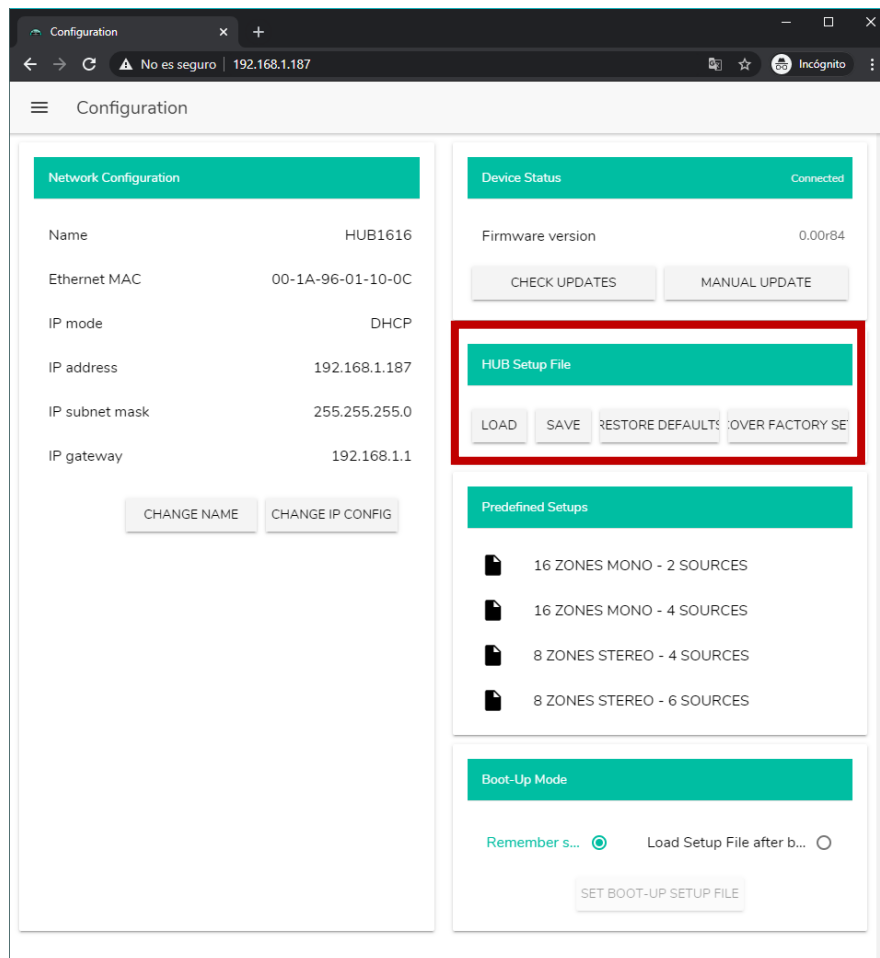 Configuration
No es seguro | 192.168.1.187
Incógnito
Configuration
Network Configuration
Name HUB1616
Ethernet MAC 00-1A-96-01-10-0C
IP mode DHCP
IP address 192.168.1.187
IP subnet mask 255.255.255.0
IP gateway 192.168.1.1
CHANGE NAME CHANGE IP CONFIG
Device Status Connected
Firmware version 0.00r84
CHECK UPDATES MANUAL UPDATE
HUB Setup File
LOAD SAVE RESTORE DEFAULTS COVER FACTORY SE
Predefined Setups
16 ZONES MONO - 2 SOURCES
16 ZONES MONO - 4 SOURCES
8 ZONES STEREO - 4 SOURCES
8 ZONES STEREO - 6 SOURCES
Boot-Up Mode
Remember s... Load Setup File after b...
SET BOOT-UP SETUP FILE